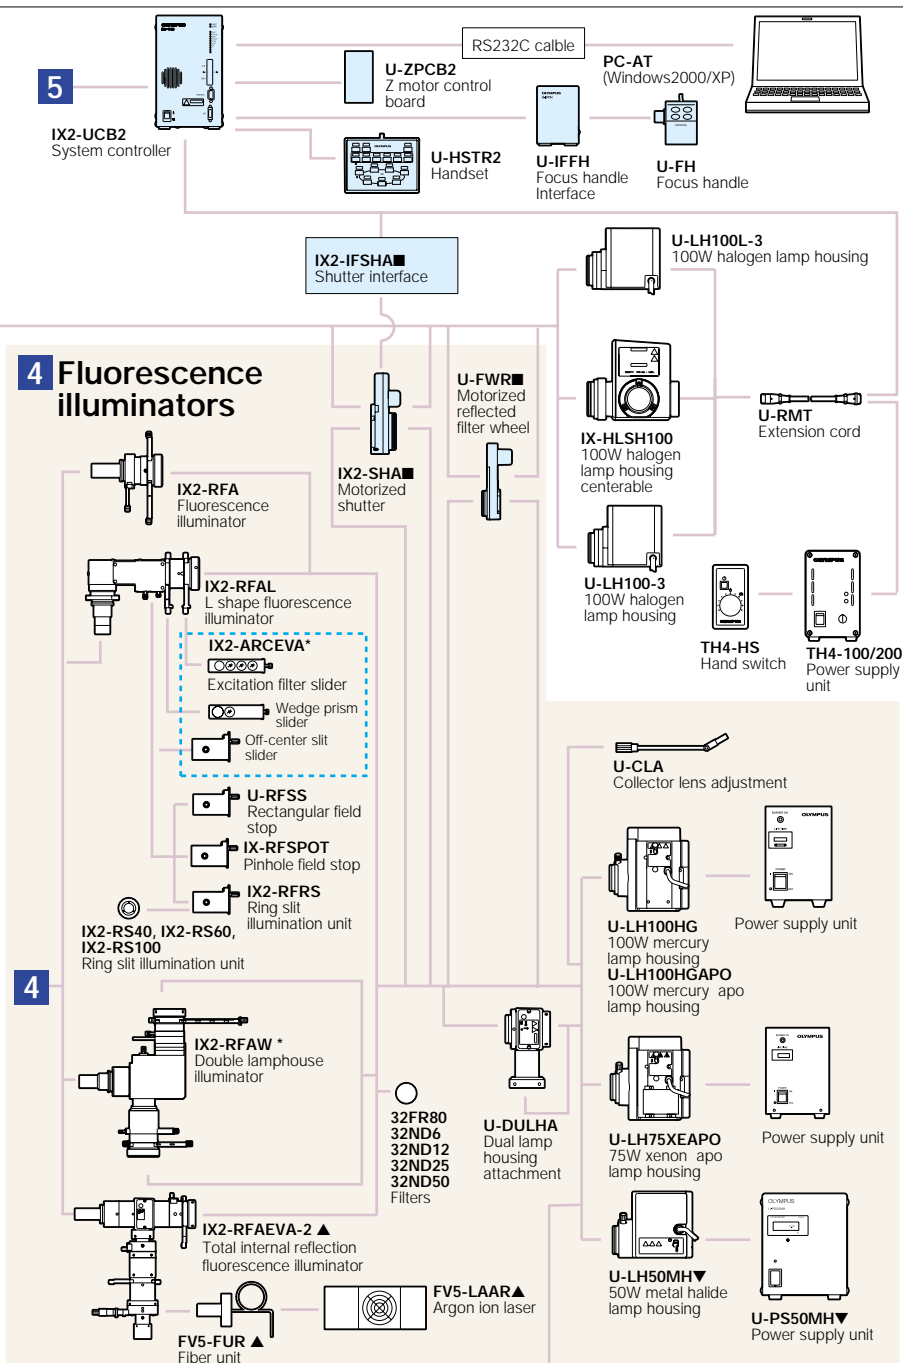 RS232C calble
5
IX2-UCB2
System controller
U-ZPCB2
Z motor control
board
PC-AT
(Windows2000/XP)
OLYMPUS
U-HSTR2
Handset
U-IFFH
Focus handle
Interface
U-FH
Focus handle
IX2-IFSHA■
Shutter interface
U-LH100L-3
100W halogen lamp housing
4 Fluorescence
illuminators
U-FWR■
Motorized
reflected
filter wheel
IX2-SHA■
Motorized
shutter
IX-HLSH100
100W halogen
lamp housing
centerable
U-RMT
Extension cord
IX2-RFA
Fluorescence
illuminator
IX2-RFAL
L shape fluorescence
illuminator
U-LH100-3
100W halogen
lamp housing
TH4-HS
Hand switch
TH4-100/200
Power supply
unit
IX2-ARCEVA*
Excitation filter slider
Wedge prism
slider
Off-center slit
slider
U-CLA
Collector lens adjustment
U-RFSS
Rectangular field
stop
IX-RFSPOT
Pinhole field stop
IX2-RFRS
Ring slit
illumination unit
IX2-RS40, IX2-RS60,
IX2-RS100
Ring slit illumination unit
OLYMPUS
U-LH100HG
100W mercury
lamp housing
U-LH100HGAPO
100W mercury apo
lamp housing
Power supply unit
4
IX2-RFAW *
Double lamphouse
illuminator
32FR80
32ND6
32ND12
32ND25
32ND50
Filters
U-DULHA
Dual lamp
housing
attachment
OLYMPUS
U-LH75XEAPO
75W xenon apo
lamp housing
Power supply unit
IX2-RFAEVA-2 ▲
Total internal reflection
fluorescence illuminator
FV5-FUR ▲
Fiber unit
FV5-LAAR▲
Argon ion laser
OLYMPUS
U-LH50MH▼
50W metal halide
lamp housing
U-PS50MH▼
Power supply unit